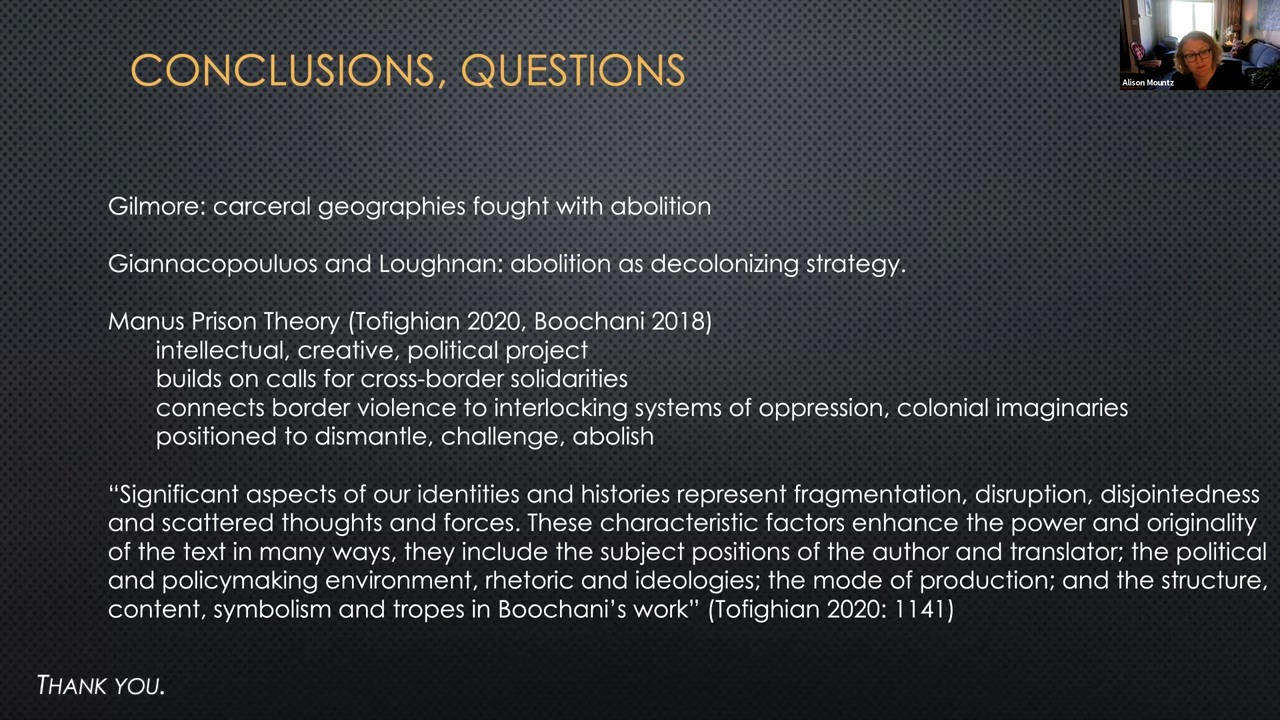 CONCLUSIONS, QUESTIONS
Alison Mountz
Gilmore: carceral geographies fought with abolition
Giannacopouluos and Loughnan: abolition as decolonizing strategy.
Manus Prison Theory (Tofighian 2020, Boochani 2018)
intellectual, creative, political project
builds on calls for cross-border solidarities
connects border violence to interlocking systems of oppression, colonial imaginaries
positioned to dismantle, challenge, abolish
“Significant aspects of our identities and histories represent fragmentation, disruption, disjointedness
and scattered thoughts and forces. These characteristic factors enhance the power and originality
of the text in many ways, they include the subject positions of the author and translator; the political
and policymaking environment, rhetoric and ideologies; the mode of production; and the structure,
content, symbolism and tropes in Boochani’s work” (Tofighian 2020: 1141)
THANK YOU.